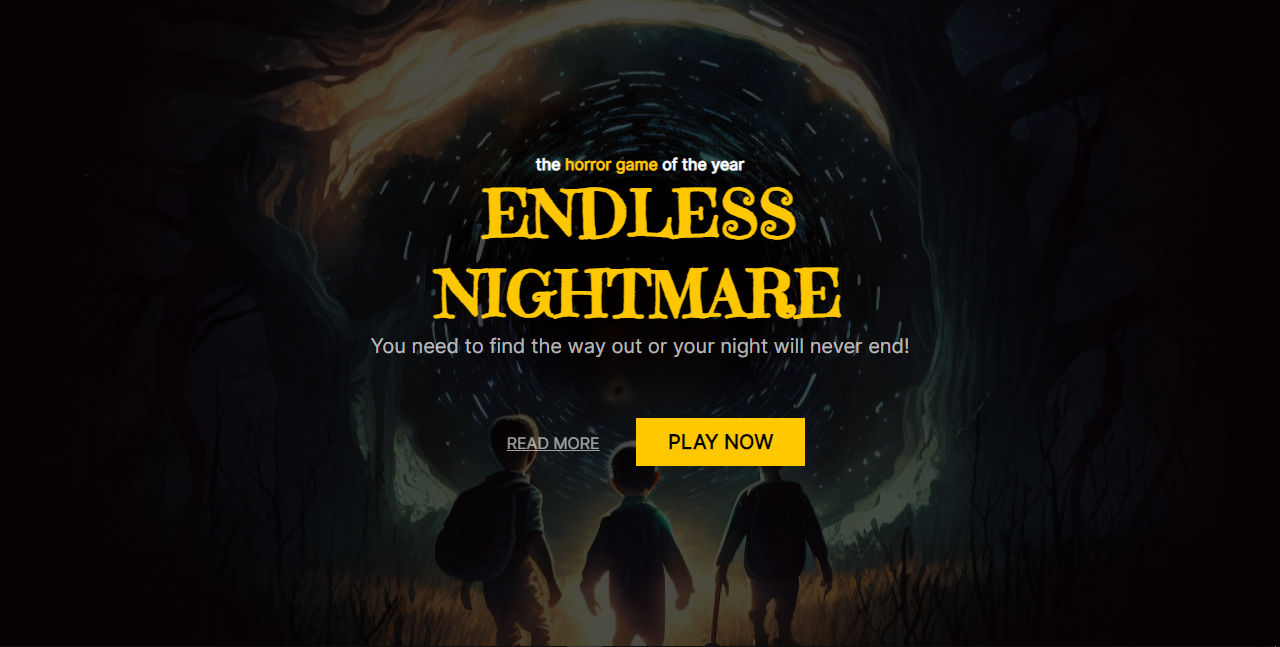 the horror game of the year
ENDLESS
NIGHTMARE
You need to find the way out or your night will never end!
READ MORE
PLAY NOW